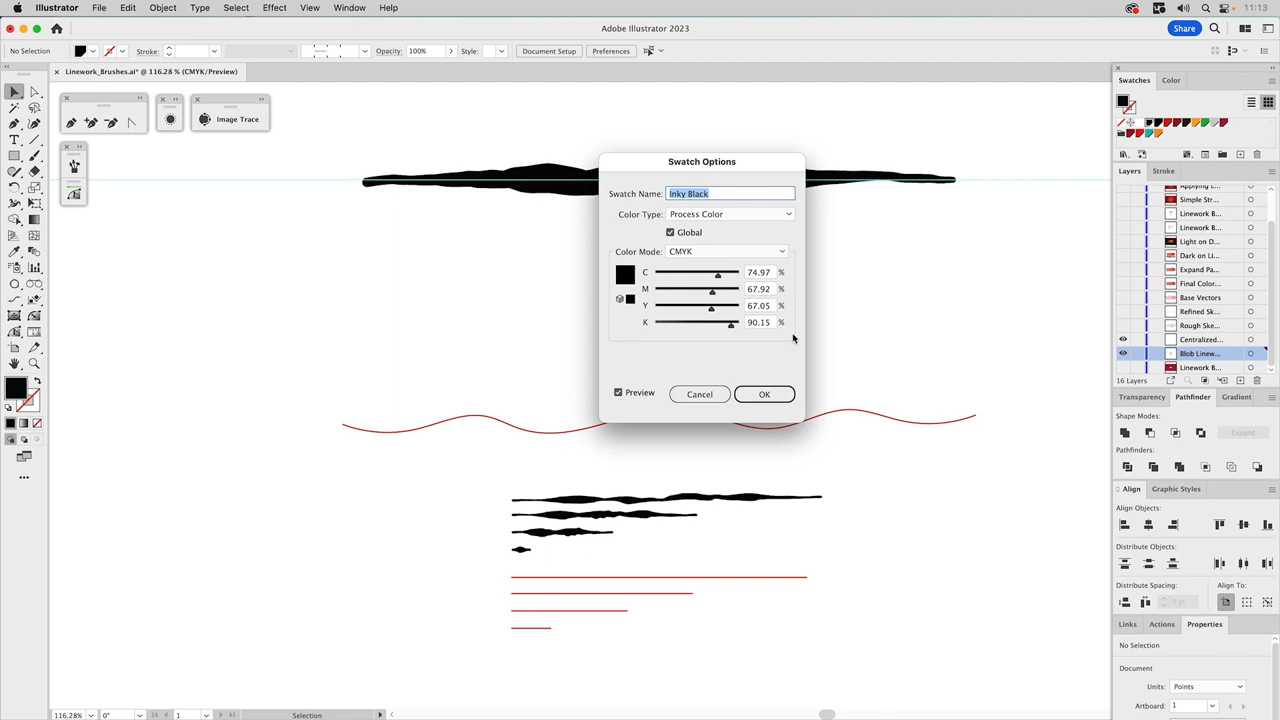 Illustrator File Edit Object Type Select Effect View Window Help 11:13
Adobe Illustrator 2023
Share
No Selection Stroke: Opacity: 100% Style: Document Setup Preferences
Linework_Brushes.ai* @ 116.28 % (CMYK/Preview)
Image Trace
Swatches Color
Swatch Options
Swatch Name: Inky Black
Color Type: Process Color
Global
Color Mode: CMYK
C 74.97 %
M 67.92 %
Y 67.05 %
K 90.15 %
Preview Cancel OK
Layers Stroke
Applying L...
Simple Str...
Linework B...
Linework B...
Light on D...
Dark on Li...
Expand Pa...
Final Color...
Base Vectors
Refined Sk...
Rough Ske...
Centralized...
Blob Linew...
Linework B...
16 Layers
Transparency Pathfinder Gradient
Shape Modes:
Expand
Pathfinders:
Align Graphic Styles
Align Objects:
Distribute Objects:
Distribute Spacing: Align To:
0 pt
Links Actions Properties
No Selection
Document
Units: Points
Artboard: 1
116.28% 0° 1 Selection